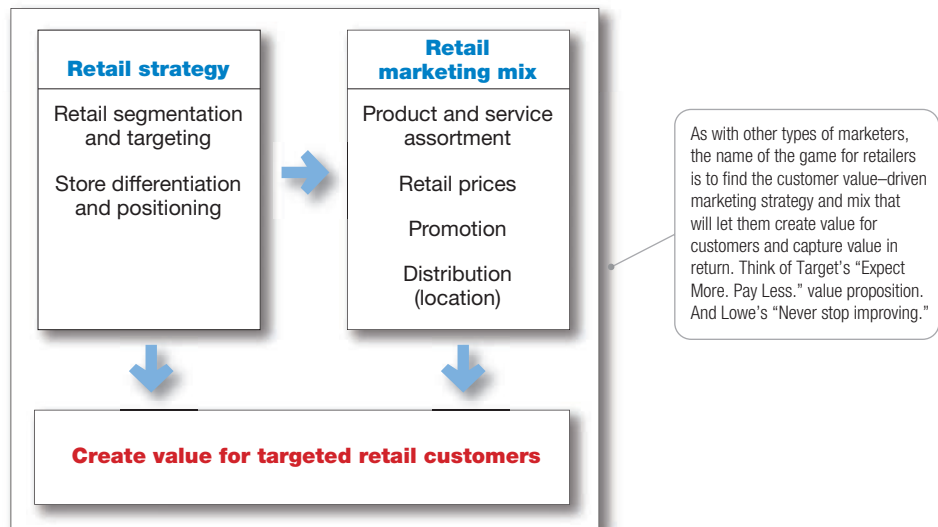 Retail strategy
Retail segmentation
and targeting
Store differentiation
and positioning
Retail
marketing mix
Product and service
assortment
Retail prices
Promotion
Distribution
(location)
Create value for targeted retail customers
As with other types of marketers,
the name of the game for retailers
is to find the customer value–driven
marketing strategy and mix that
will let them create value for
customers and capture value in
return. Think of Target's “Expect
More. Pay Less.” value proposition.
And Lowe's “Never stop improving.”